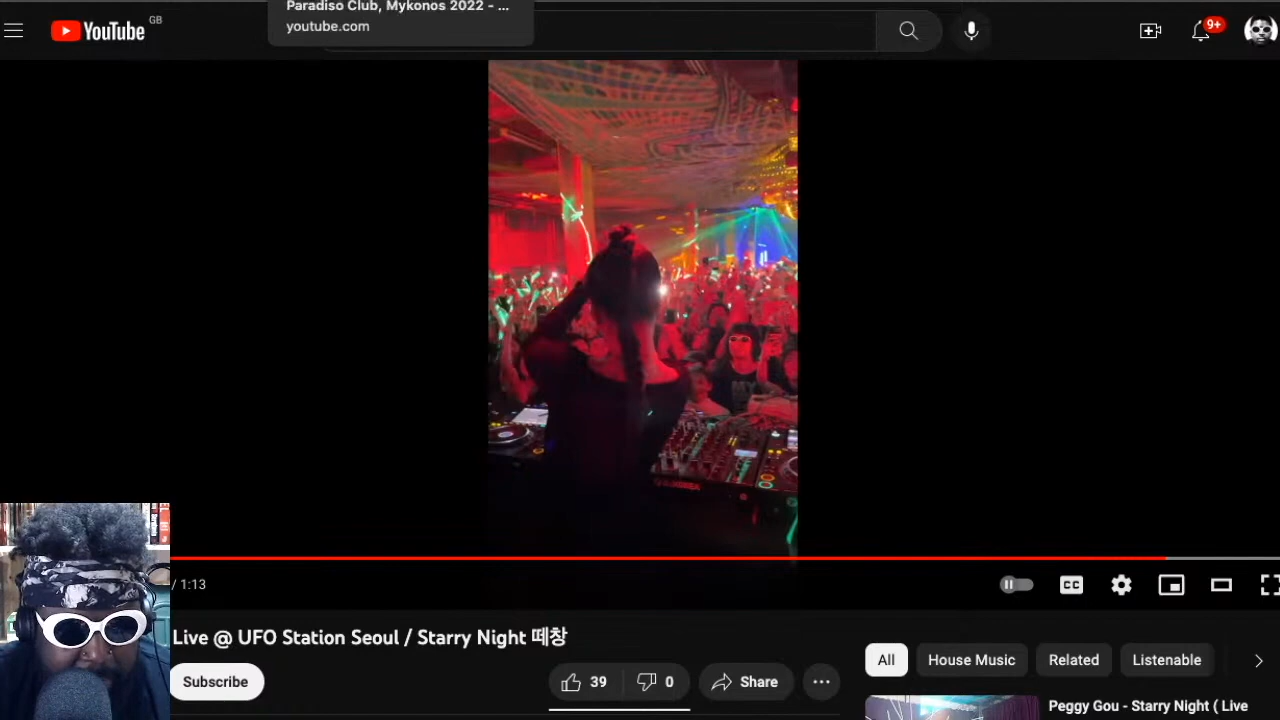 Paradiso Club, Mykonos 2022 - ...
youtube.com
YouTube GB
9+
/ 1:13
CC
Live @ UFO Station Seoul / Starry Night 떼창
Subscribe
39
0
Share
All
House Music
Related
Listenable
Peggy Gou - Starry Night ( Live